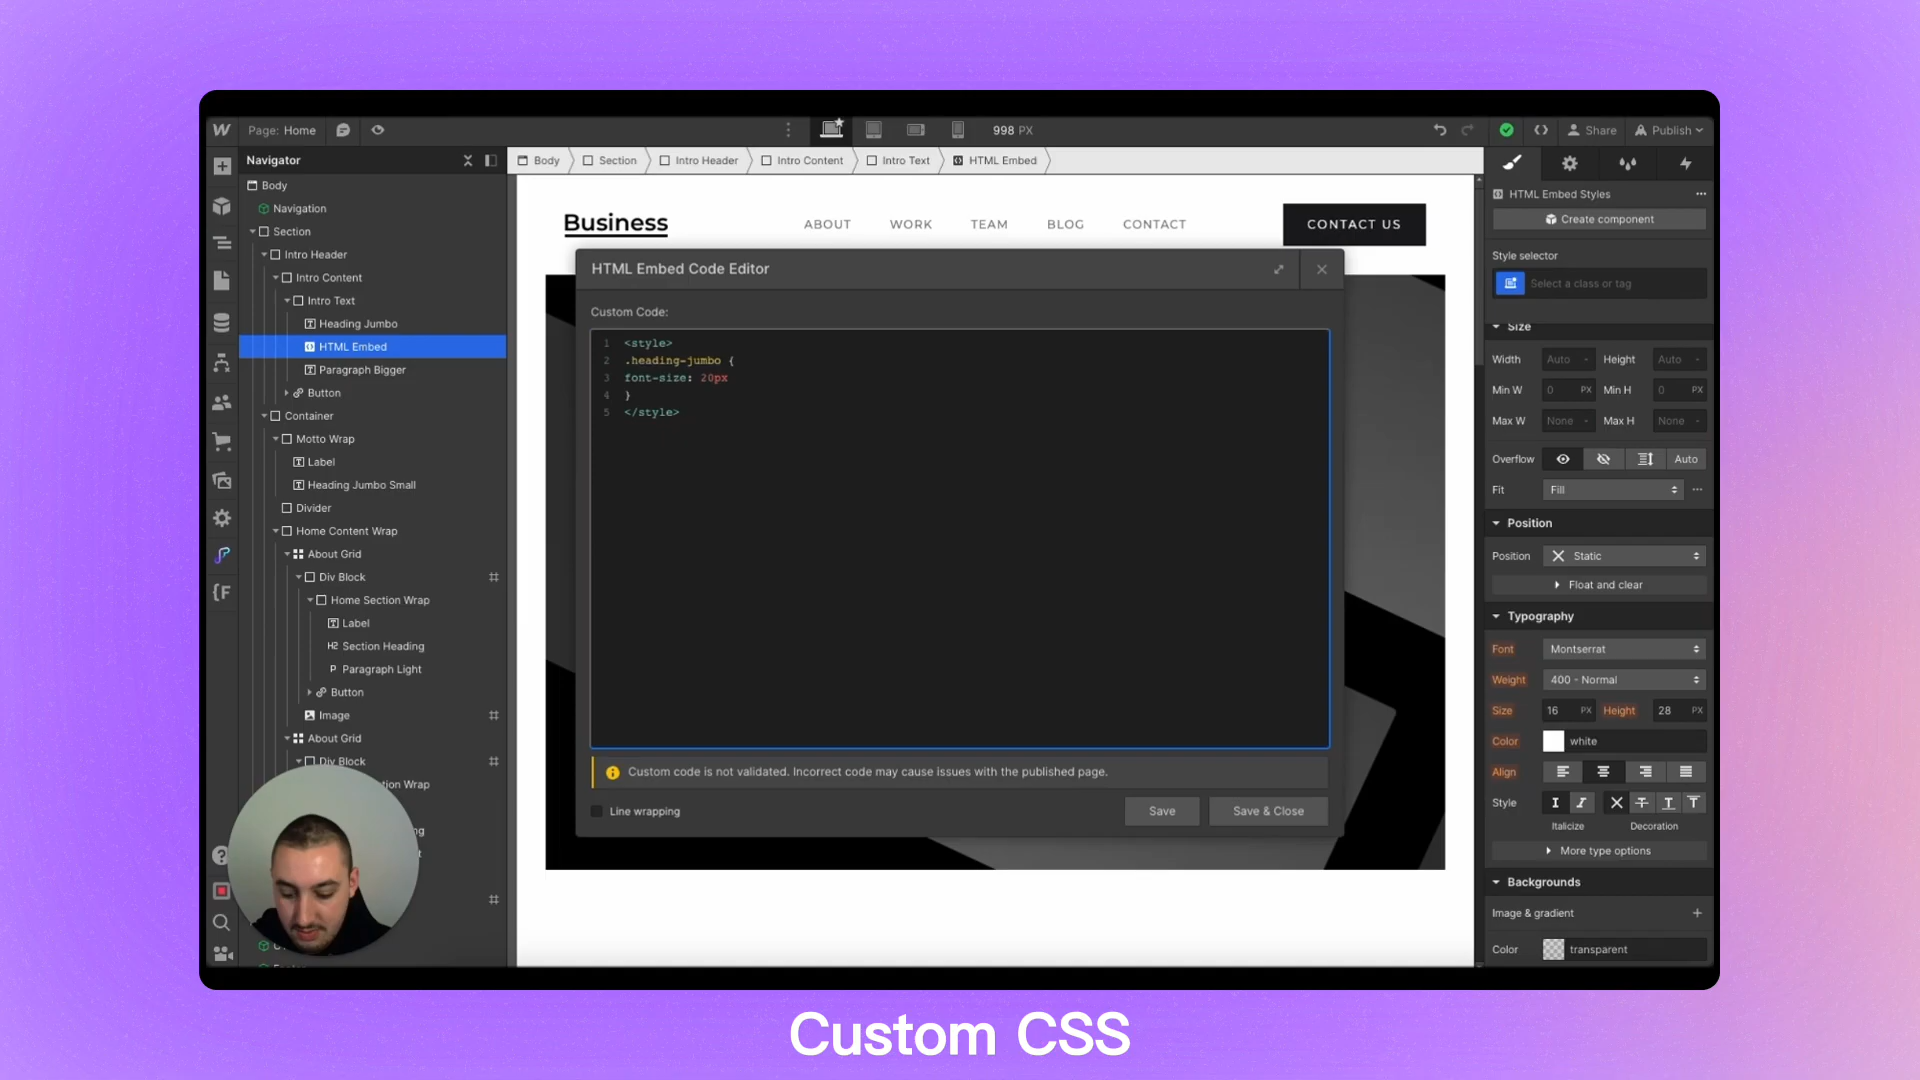 Page: Home
998 PX
Share
Publish
Navigator
Body
Section
Intro Header
Intro Content
Intro Text
HTML Embed
Body
Navigation
Section
Intro Header
Intro Content
Intro Text
Heading Jumbo
HTML Embed
Paragraph Bigger
Button
Container
Motto Wrap
Label
Heading Jumbo Small
Divider
Home Content Wrap
About Grid
Div Block
Home Section Wrap
Label
H2 Section Heading
P Paragraph Light
Button
Image
About Grid
Div Block
Business
ABOUT
WORK
TEAM
BLOG
CONTACT
CONTACT US
HTML Embed Code Editor
Custom Code:
1 <style>
2 .heading-jumbo {
3 font-size: 20px
4 }
5 </style>
Custom code is not validated. Incorrect code may cause issues with the published page.
Line wrapping
Save
Save & Close
HTML Embed Styles
Create component
Style selector
Select a class or tag
Size
Width Auto - Height Auto -
Min W 0 PX Min H 0 PX
Max W None - Max H None -
Overflow Auto
Fit Fill
Position
Position Static
Float and clear
Typography
Font Montserrat
Weight 400 - Normal
Size 16 PX Height 28 PX
Color white
Align
Style
Italicize Decoration
More type options
Backgrounds
Image & gradient
Color transparent
Custom CSS